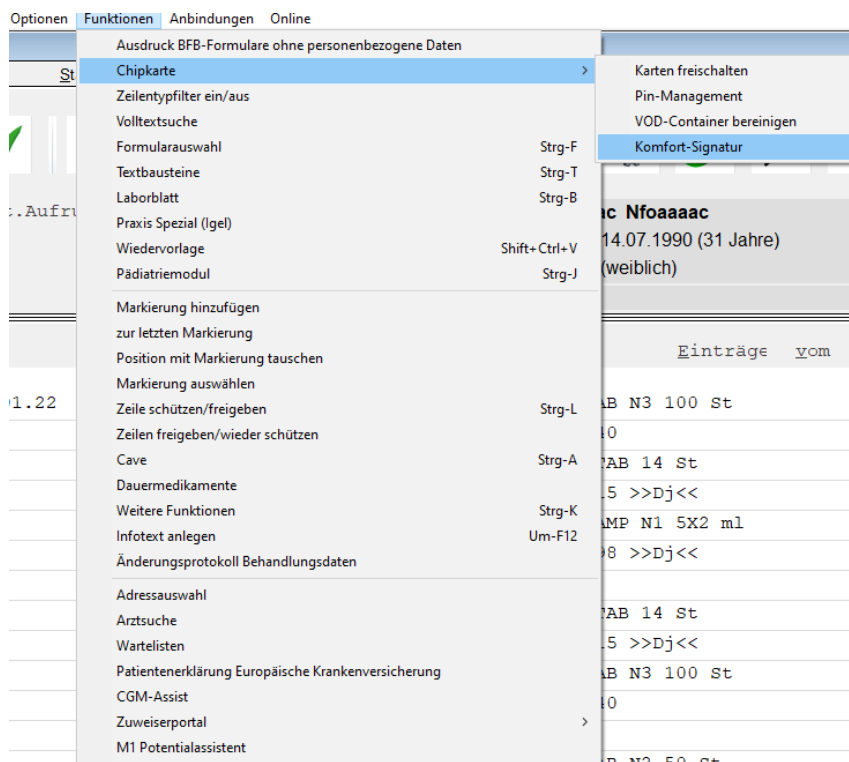 Optionen Funktionen Anbindungen Online
Ausdruck BFB-Formulare ohne personenbezogene Daten
St
Chipkarte >
Zeilentypfilter ein/aus
Volltextsuche
Formularauswahl Strg-F
Textbausteine Strg-T
Laborblatt Strg-B
Praxis Spezial (Igel)
Wiedervorlage Shift+Ctrl+V
Pädiatriemodul Strg-J
Markierung hinzufügen
zur letzten Markierung
Position mit Markierung tauschen
Markierung auswählen
Zeile schützen/freigeben Strg-L
Zeilen freigeben/wieder schützen
Cave Strg-A
Dauermedikamente
Weitere Funktionen Strg-K
Infotext anlegen Um-F12
Änderungsprotokoll Behandlungsdaten
Adressauswahl
Arztsuche
Wartelisten
Patientenerklärung Europäische Krankenversicherung
CGM-Assist
Zuweiserportal >
M1 Potentialassistent
Karten freischalten
Pin-Management
VOD-Container bereinigen
Komfort-Signatur
t.Aufru
ac Nfoaaaac
14.07.1990 (31 Jahre)
(weiblich)
Einträge vom
01.22
AB N3 100 St
40
TAB 14 St
15 >>Dj<<
AMP N1 5X2 ml
98 >>Dj<<
TAB 14 St
15 >>Dj<<
AB N3 100 St
40